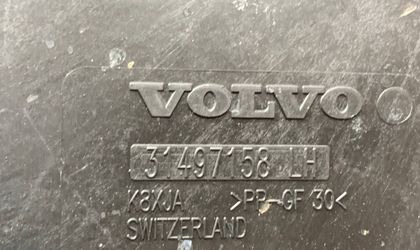 VOLVO
31497158 LH
K8XJA >PP-GF 30<
SWITZERLAND